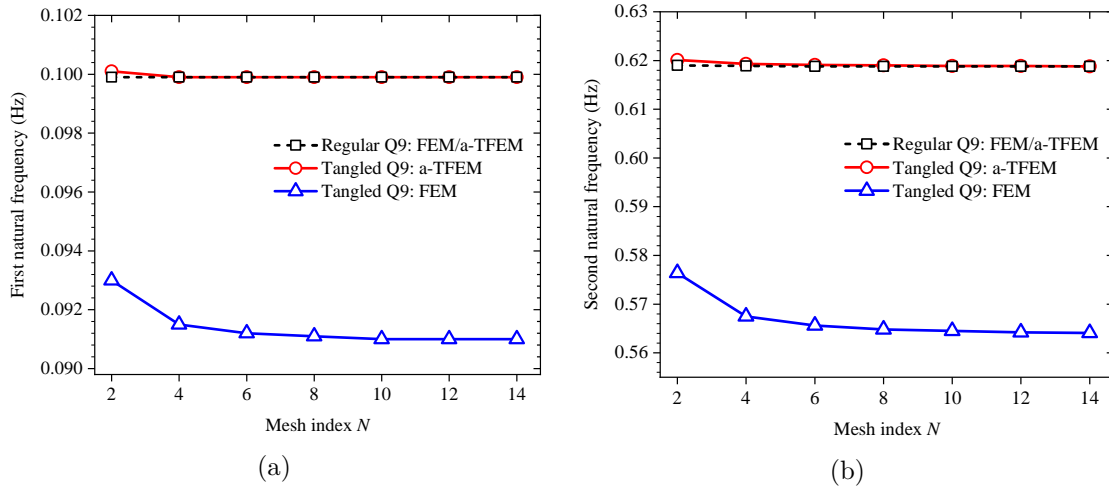 0.102
0.100
0.098
0.096
0.094
0.092
0.090
First natural frequency (Hz)
Regular Q9: FEM/a-TFEM
Tangled Q9: a-TFEM
Tangled Q9: FEM
2 4 6 8 10 12 14
Mesh index N
(a)
0.63
0.62
0.61
0.60
0.59
0.58
0.57
0.56
Second natural frequency (Hz)
Regular Q9: FEM/a-TFEM
Tangled Q9: a-TFEM
Tangled Q9: FEM
2 4 6 8 10 12 14
Mesh index N
(b)